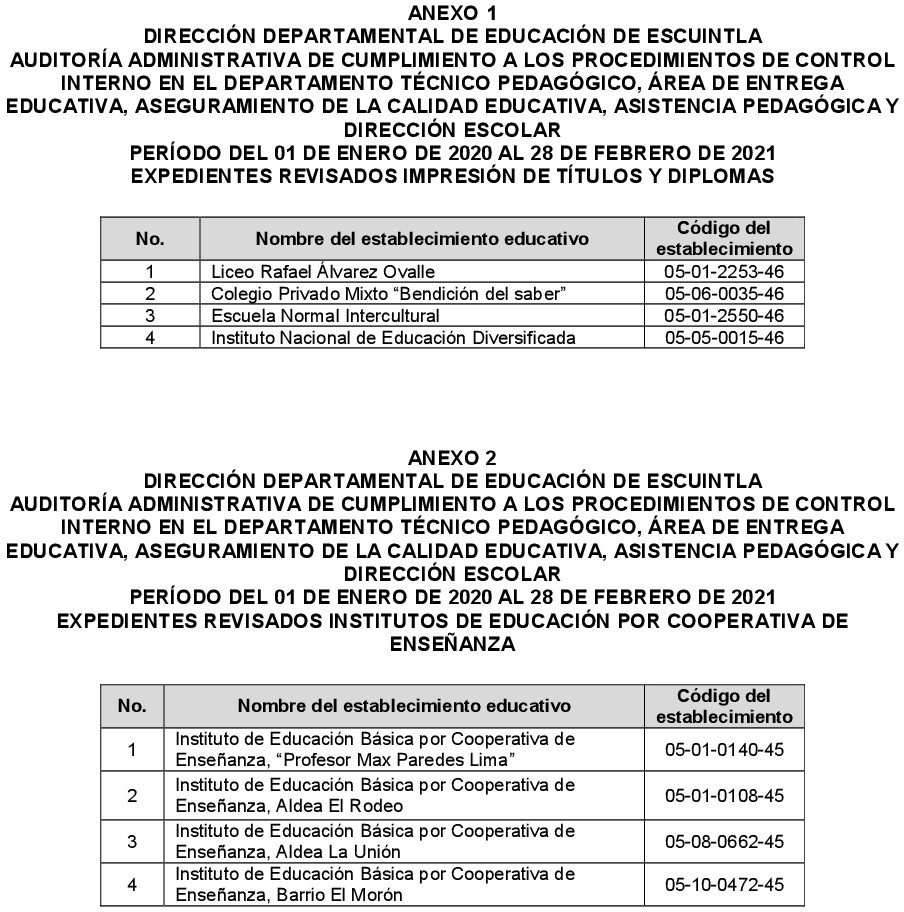 ANEXO 1
DIRECCIÓN DEPARTAMENTAL DE EDUCACIÓN DE ESCUINTLA
AUDITORÍA ADMINISTRATIVA DE CUMPLIMIENTO A LOS PROCEDIMIENTOS DE CONTROL
INTERNO EN EL DEPARTAMENTO TÉCNICO PEDAGÓGICO, ÁREA DE ENTREGA
EDUCATIVA, ASEGURAMIENTO DE LA CALIDAD EDUCATIVA, ASISTENCIA PEDAGÓGICA Y
DIRECCIÓN ESCOLAR
PERÍODO DEL 01 DE ENERO DE 2020 AL 28 DE FEBRERO DE 2021
EXPEDIENTES REVISADOS IMPRESIÓN DE TÍTULOS Y DIPLOMAS
No. Nombre del establecimiento educativo Código del
establecimiento
1 Liceo Rafael Álvarez Ovalle 05-01-2253-46
2 Colegio Privado Mixto “Bendición del saber” 05-06-0035-46
3 Escuela Normal Intercultural 05-01-2550-46
4 Instituto Nacional de Educación Diversificada 05-05-0015-46
ANEXO 2
DIRECCIÓN DEPARTAMENTAL DE EDUCACIÓN DE ESCUINTLA
AUDITORÍA ADMINISTRATIVA DE CUMPLIMIENTO A LOS PROCEDIMIENTOS DE CONTROL
INTERNO EN EL DEPARTAMENTO TÉCNICO PEDAGÓGICO, ÁREA DE ENTREGA
EDUCATIVA, ASEGURAMIENTO DE LA CALIDAD EDUCATIVA, ASISTENCIA PEDAGÓGICA Y
DIRECCIÓN ESCOLAR
PERÍODO DEL 01 DE ENERO DE 2020 AL 28 DE FEBRERO DE 2021
EXPEDIENTES REVISADOS INSTITUTOS DE EDUCACIÓN POR COOPERATIVA DE
ENSEÑANZA
No. Nombre del establecimiento educativo Código del
establecimiento
1 Instituto de Educación Básica por Cooperativa de
Enseñanza, “Profesor Max Paredes Lima” 05-01-0140-45
2 Instituto de Educación Básica por Cooperativa de
Enseñanza, Aldea El Rodeo 05-01-0108-45
3 Instituto de Educación Básica por Cooperativa de
Enseñanza, Aldea La Unión 05-08-0662-45
4 Instituto de Educación Básica por Cooperativa de
Enseñanza, Barrio El Morón 05-10-0472-45